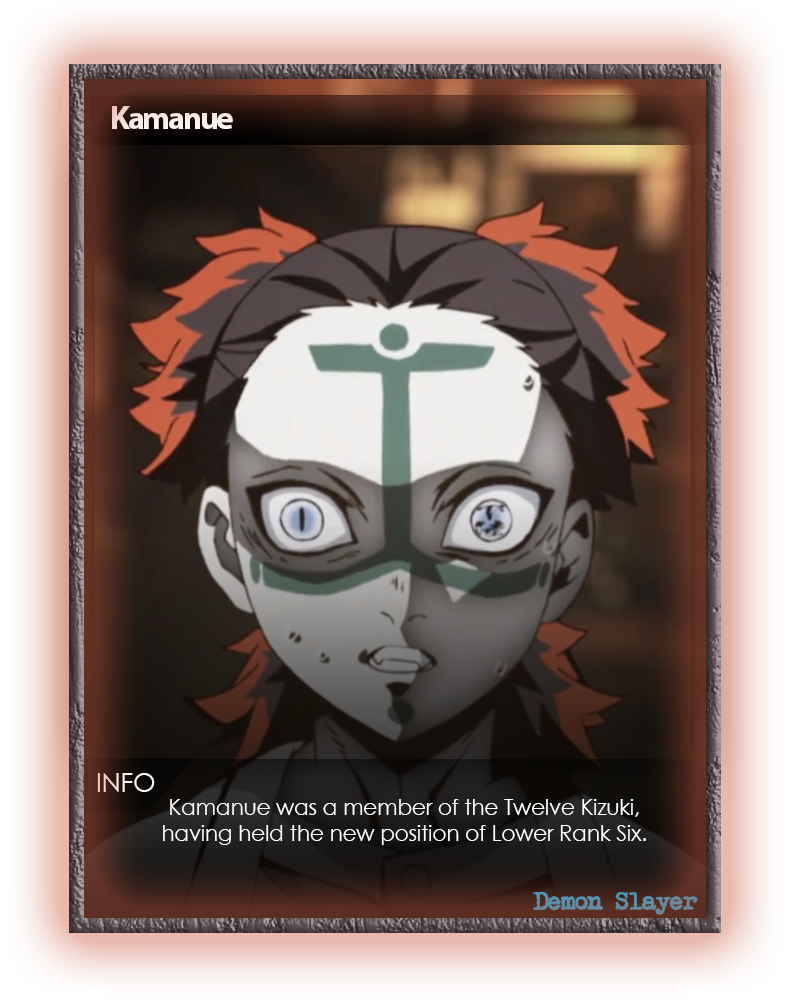 Kamanue
INFO
Kamanue was a member of the Twelve Kizuki,
having held the new position of Lower Rank Six.
Demon Slayer